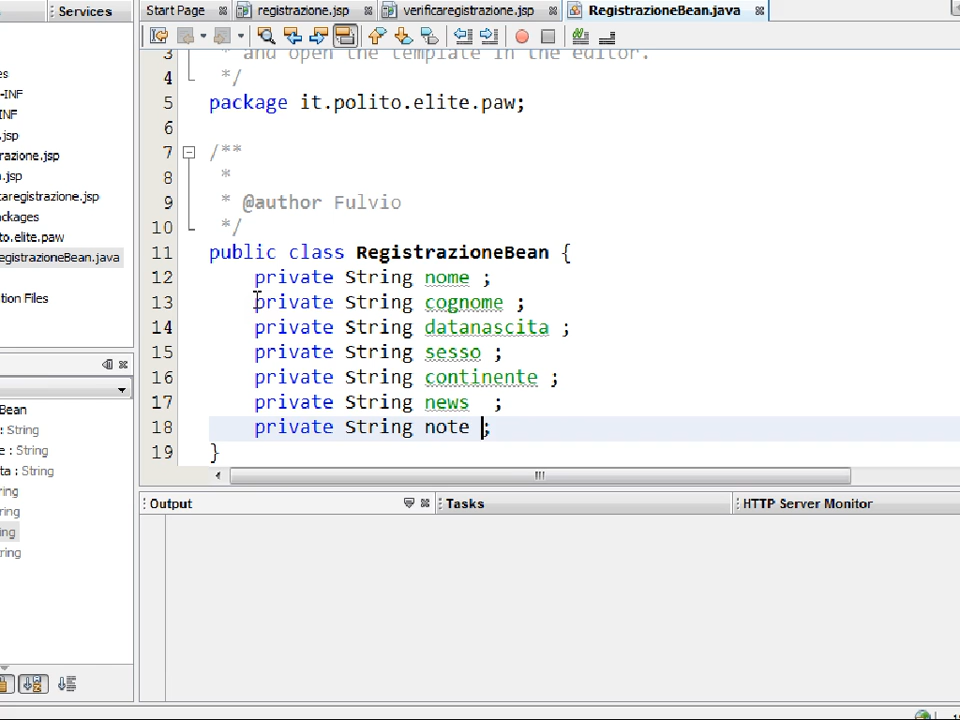 Services
Start Page
registrazione.jsp
verificaregistrazione.jsp
RegistrazioneBean.java
es
-INF
INF
.jsp
razione.jsp
a.jsp
caregistrazione.jsp
ackages
to.elite.paw
egistrazioneBean.java
tion Files
Bean
: String
e : String
ta : String
ring
ring
ing
ring
3 * and open the template in the editor.
4 */
5 package it.polito.elite.paw;
6
7 /**
8 *
9 * @author Fulvio
10 */
11 public class RegistrazioneBean {
12 private String nome ;
13 private String cognome ;
14 private String datanascita ;
15 private String sesso ;
16 private String continente ;
17 private String news  ;
18 private String note ;
19 }
Output
Tasks
HTTP Server Monitor